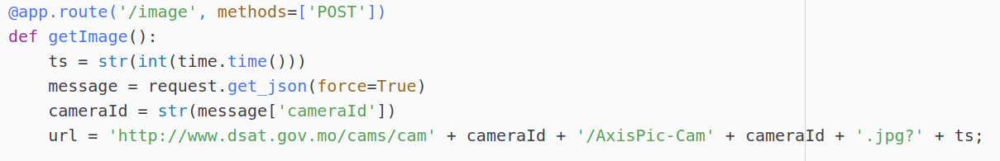 @app.route('/image', methods=['POST'])
def getImage():
    ts = str(int(time.time()))
    message = request.get_json(force=True)
    cameraId = str(message['cameraId'])
    url = 'http://www.dsat.gov.mo/cams/cam' + cameraId + '/AxisPic-Cam' + cameraId + '.jpg?' + ts;